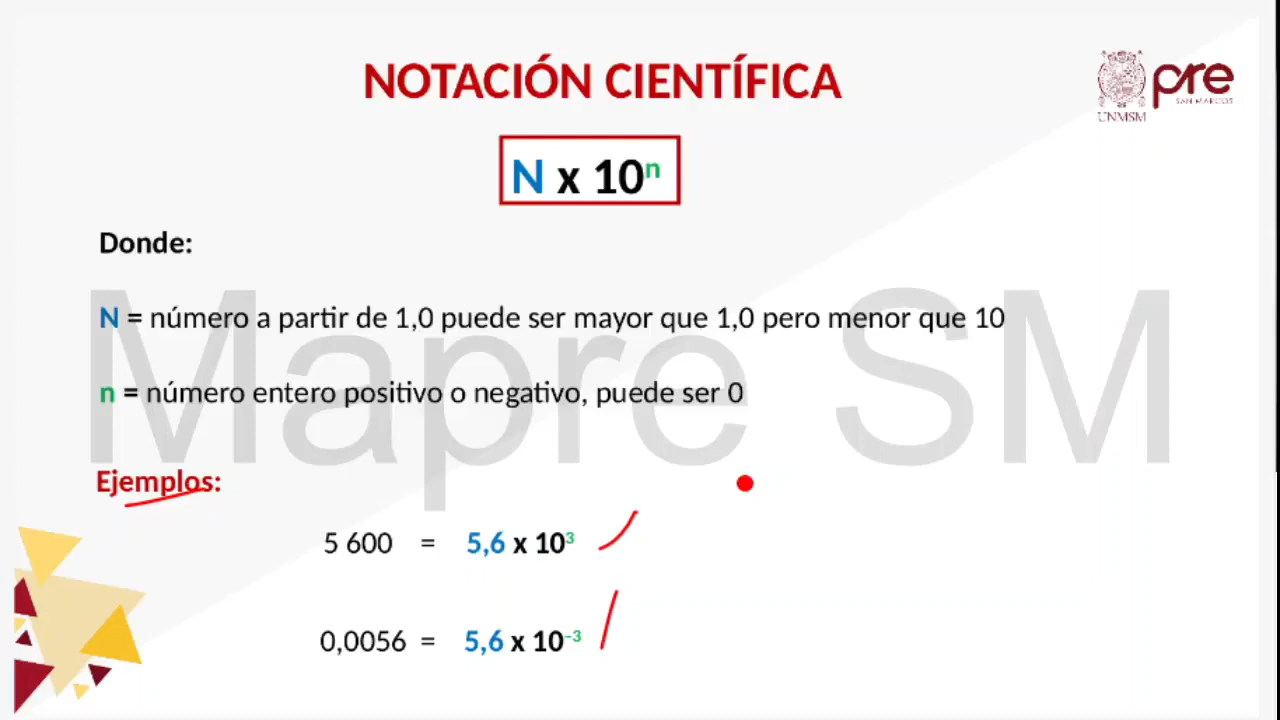 NOTACIÓN CIENTÍFICA
pre
SAN MARCOS
UNMSM
N x 10ⁿ
Donde:
N = número a partir de 1,0 puede ser mayor que 1,0 pero menor que 10
Mapre SM
n = número entero positivo o negativo, puede ser 0
Ejemplos:
5 600 = 5,6 x 10³
0,0056 = 5,6 x 10⁻³